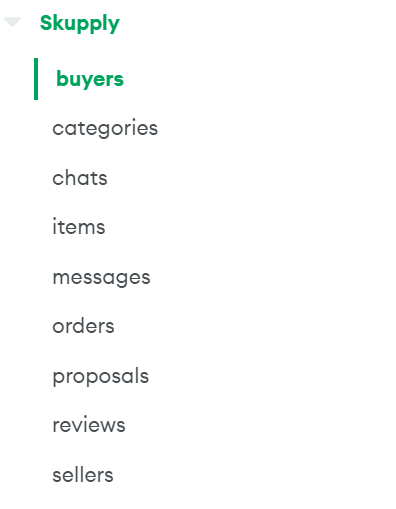 Skupply
buyers
categories
chats
items
messages
orders
proposals
reviews
sellers